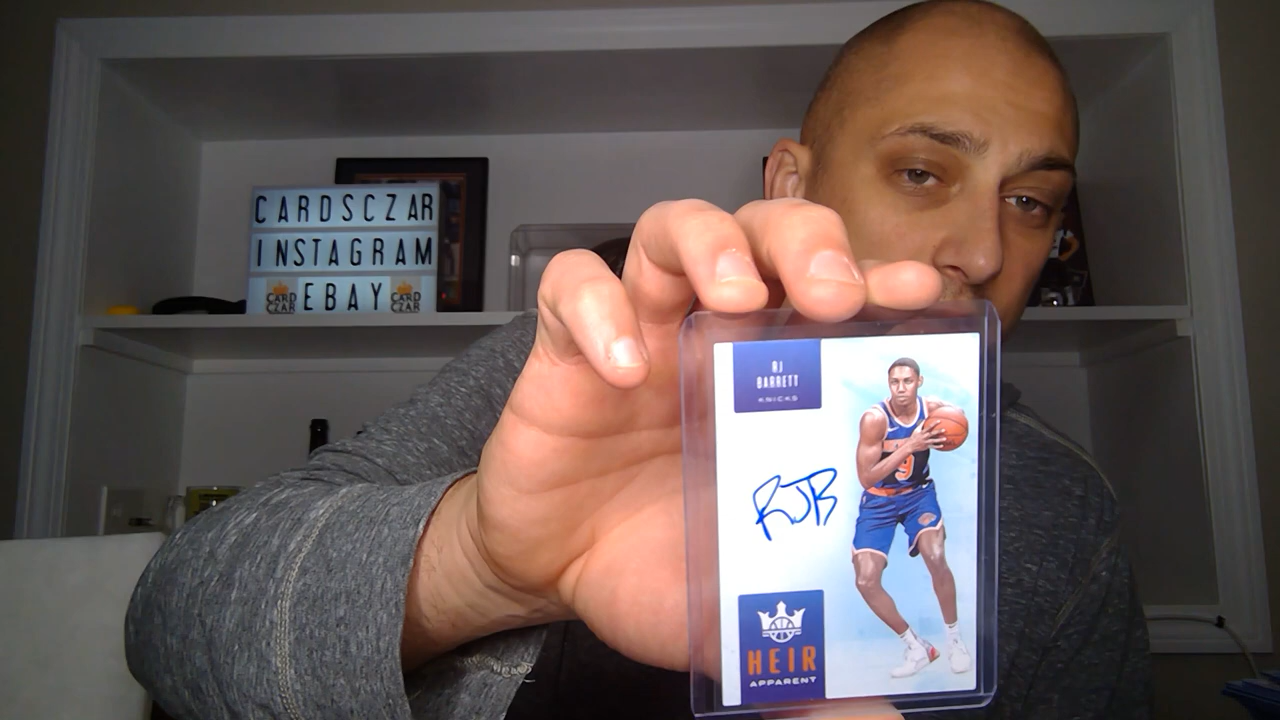 CARDSCZAR
INSTAGRAM
CARD CZAR EBAY CARD CZAR
RJ
BARRETT
KNICKS
9
RJB
HEIR
APPARENT